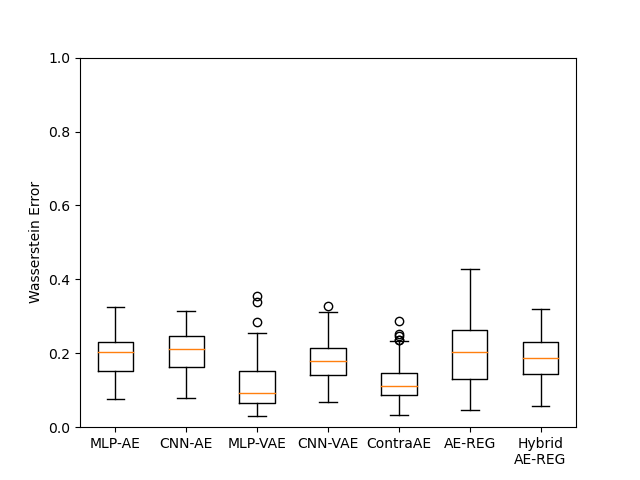 1.0
0.8
0.6
0.4
0.2
0.0
Wasserstein Error
MLP-AE
CNN-AE
MLP-VAE
CNN-VAE
ContraAE
AE-REG
Hybrid
AE-REG